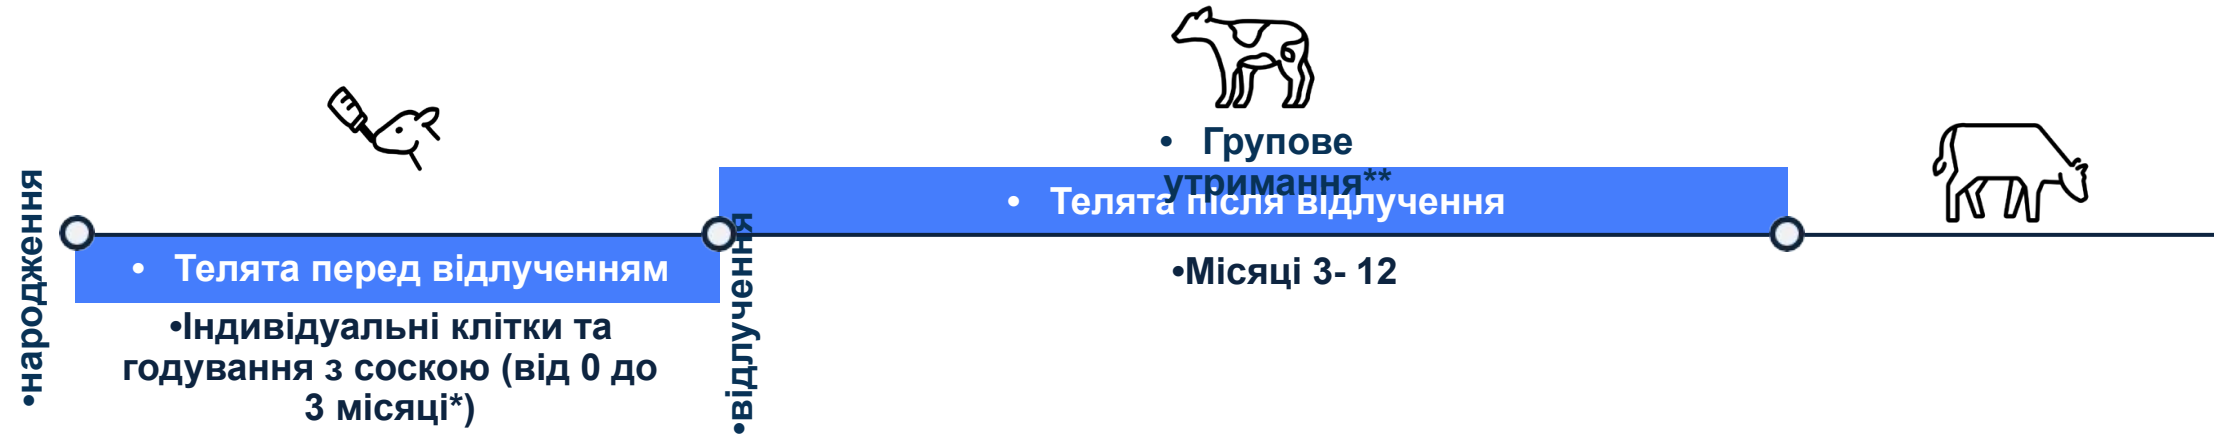 •народження
• Телята перед відлученням
•Індивідуальні клітки та
годування з соскою (від 0 до
3 місяці*)
•відлучення
• Групове
утримання**
• Телята після відлучення
•Місяці 3- 12